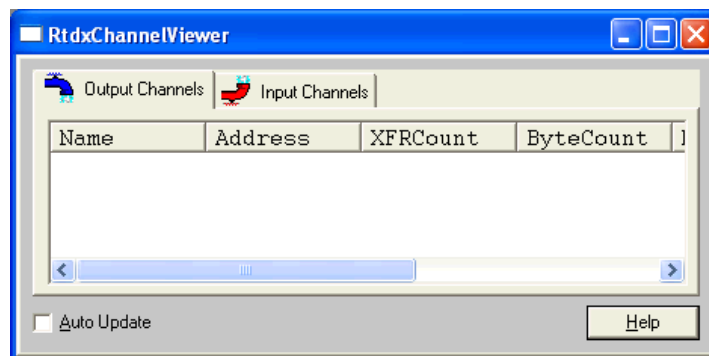 RtdxChannelViewer
Output Channels Input Channels
Name Address XFRCount ByteCount
Auto Update Help